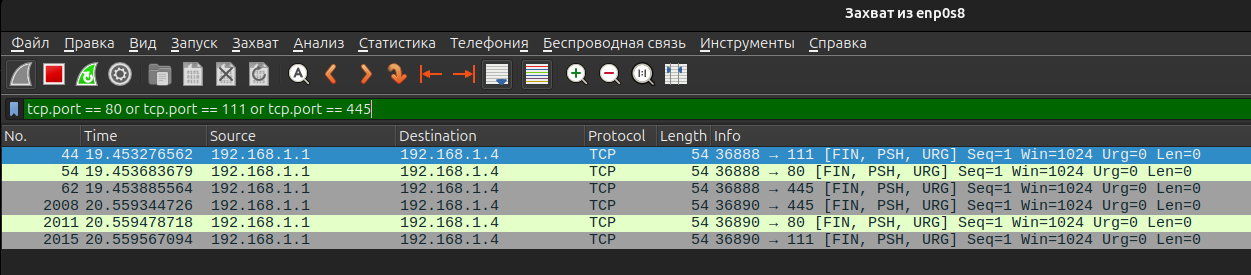 Захват из enp0s8
Файл Правка Вид Запуск Захват Анализ Статистика Телефония Беспроводная связь Инструменты Справка
tcp.port == 80 or tcp.port == 111 or tcp.port == 445
No. Time Source Destination Protocol Length Info
44 19.453276562 192.168.1.1 192.168.1.4 TCP 54 36888 → 111 [FIN, PSH, URG] Seq=1 Win=1024 Urg=0 Len=0
54 19.453683679 192.168.1.1 192.168.1.4 TCP 54 36888 → 80 [FIN, PSH, URG] Seq=1 Win=1024 Urg=0 Len=0
62 19.453885564 192.168.1.1 192.168.1.4 TCP 54 36888 → 445 [FIN, PSH, URG] Seq=1 Win=1024 Urg=0 Len=0
2008 20.559344726 192.168.1.1 192.168.1.4 TCP 54 36890 → 445 [FIN, PSH, URG] Seq=1 Win=1024 Urg=0 Len=0
2011 20.559478718 192.168.1.1 192.168.1.4 TCP 54 36890 → 80 [FIN, PSH, URG] Seq=1 Win=1024 Urg=0 Len=0
2015 20.559567094 192.168.1.1 192.168.1.4 TCP 54 36890 → 111 [FIN, PSH, URG] Seq=1 Win=1024 Urg=0 Len=0